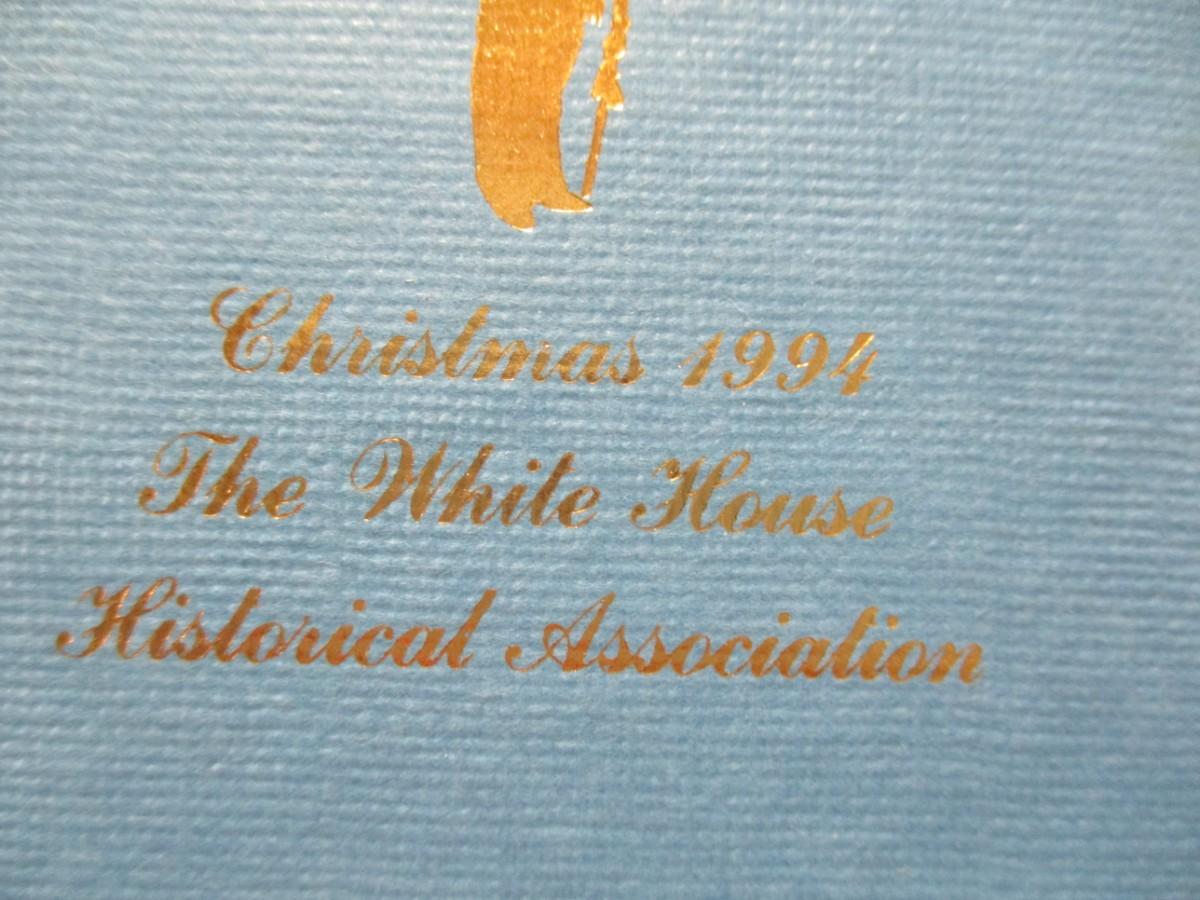 Christmas 1994
The White House
Historical Association